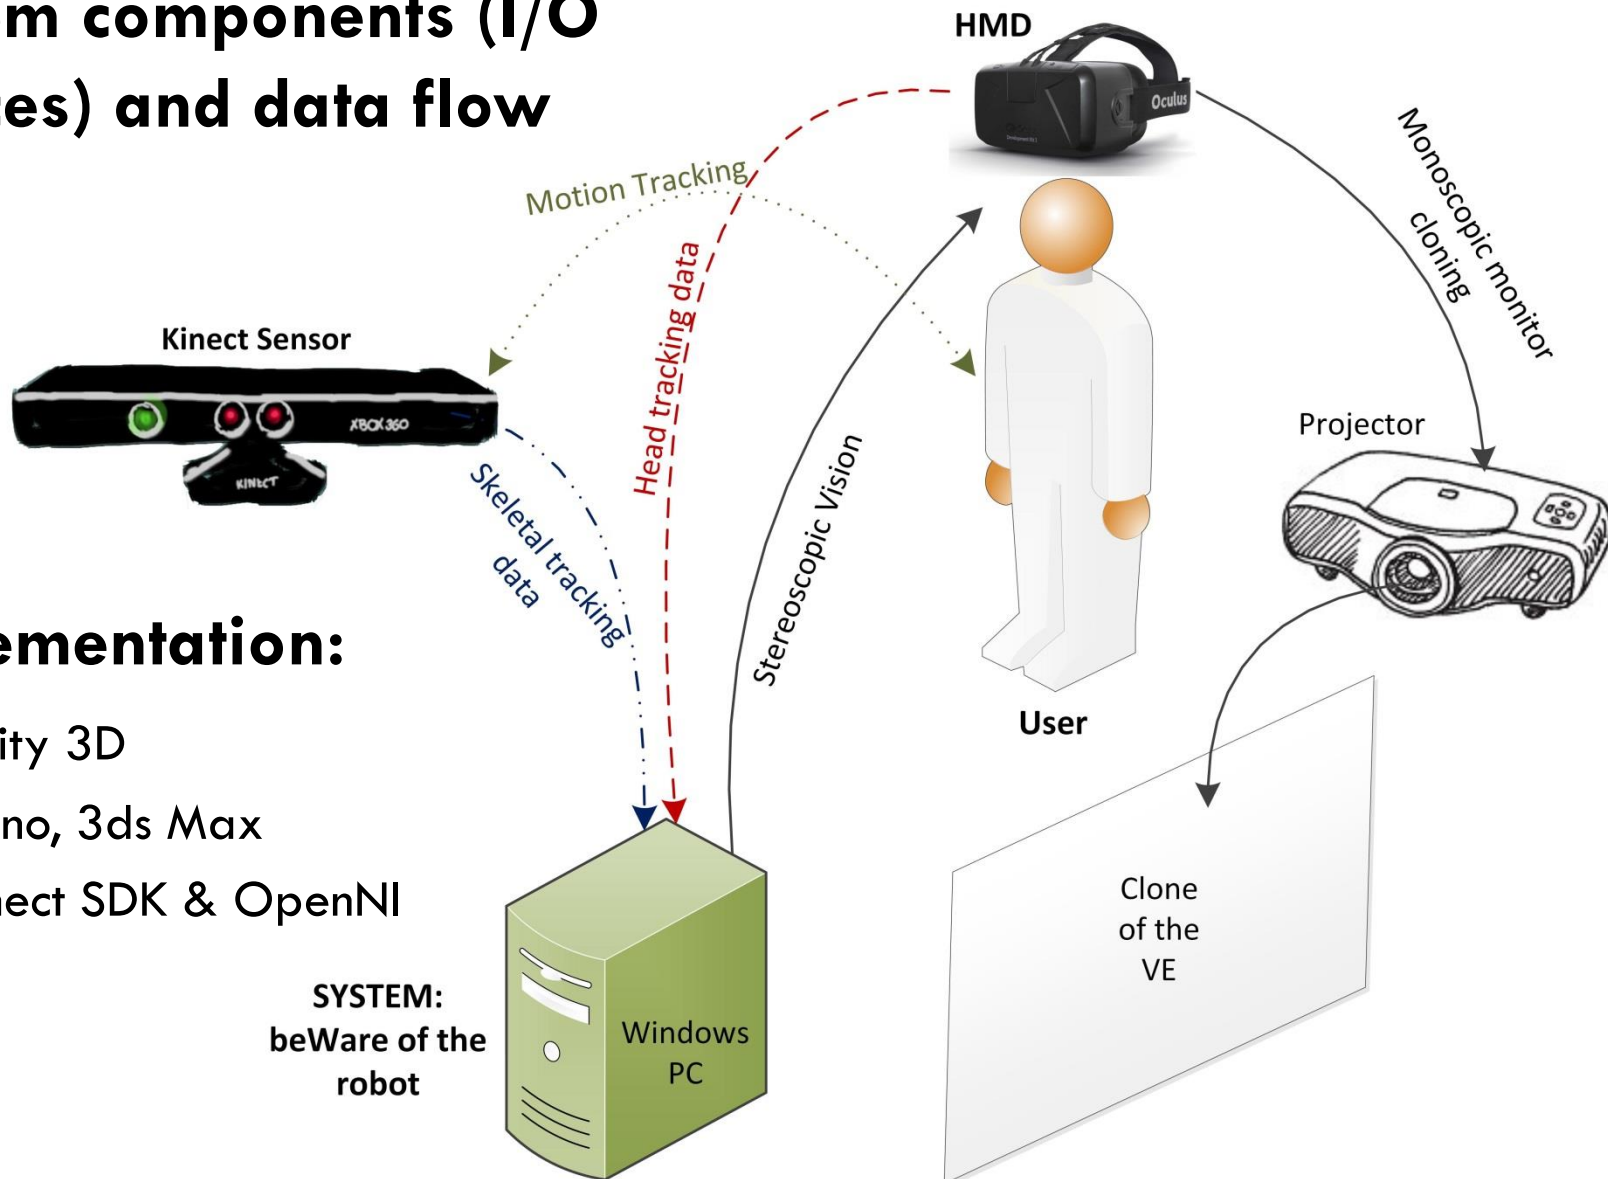 m components (I/O
tes) and data flow
HMD
Oculus
Motion Tracking
Monoscopic monitor
cloning
Head tracking data
Kinect Sensor
XBOX 360
KINECT
Skeletal tracking
data
Stereoscopic Vision
Projector
ementation:
ity 3D
no, 3ds Max
nect SDK & OpenNI
User
Clone
of the
VE
SYSTEM:
beWare of the
robot
Windows
PC